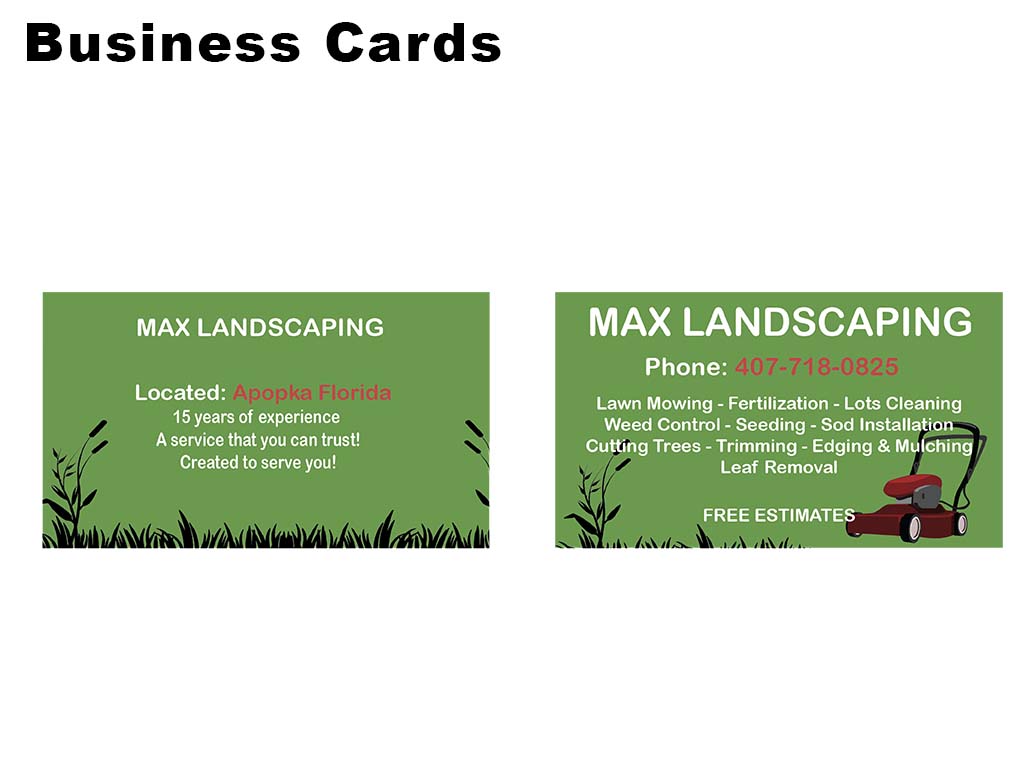 Business Cards
MAX LANDSCAPING
Located: Apopka Florida
15 years of experience
A service that you can trust!
Created to serve you!
MAX LANDSCAPING
Phone: 407-718-0825
Lawn Mowing - Fertilization - Lots Cleaning
Weed Control - Seeding - Sod Installation
Cutting Trees - Trimming - Edging & Mulching
Leaf Removal
FREE ESTIMATES